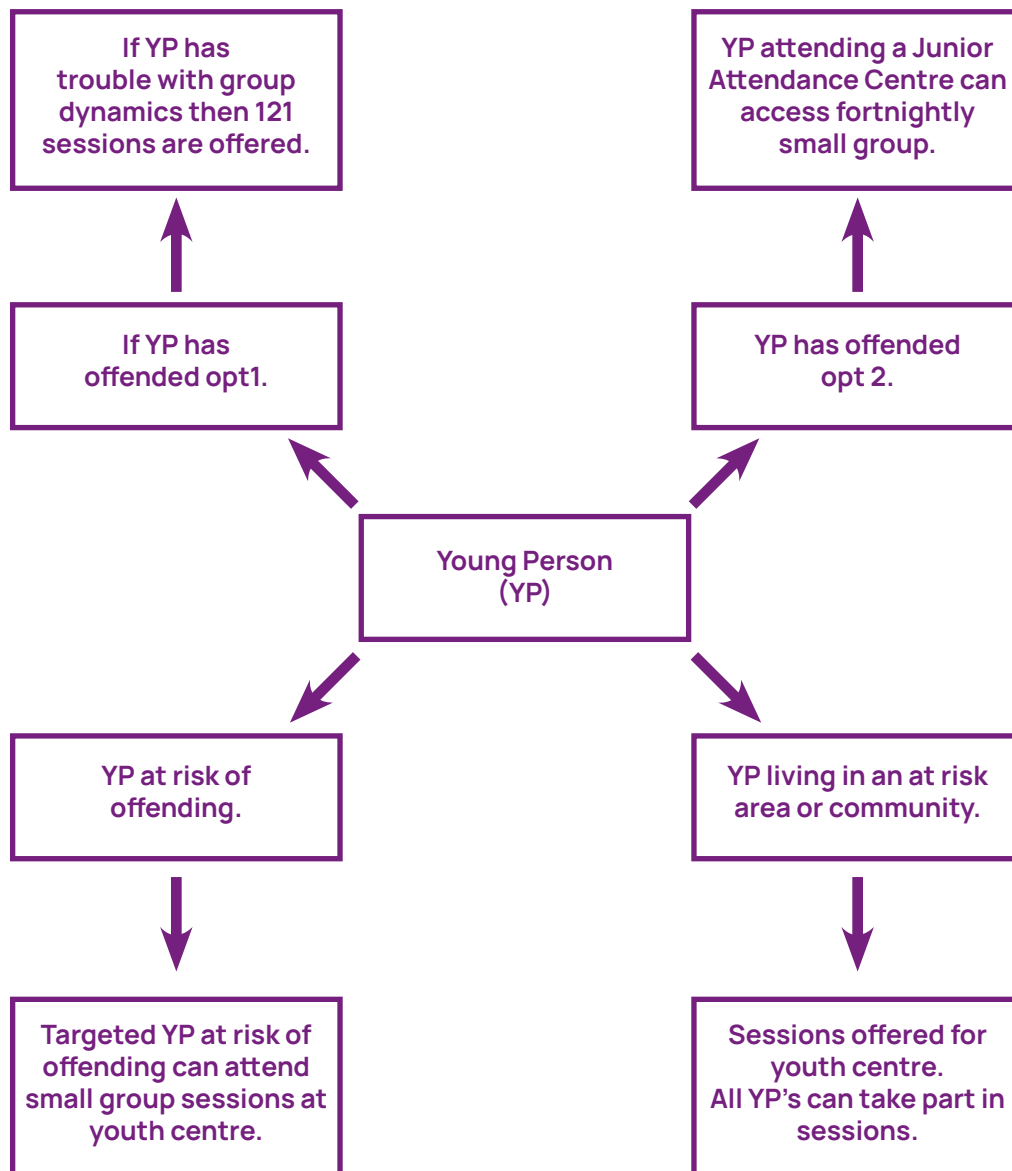 If YP has
trouble with group
dynamics then 121
sessions are offered.
YP attending a Junior
Attendance Centre can
access fortnightly
small group.
If YP has
offended opt1.
YP has offended
opt 2.
Young Person
(YP)
YP at risk of
offending.
YP living in an at risk
area or community.
Targeted YP at risk of
offending can attend
small group sessions at
youth centre.
Sessions offered for
youth centre.
All YP's can take part in
sessions.